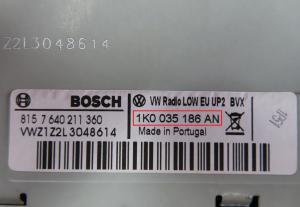 Z2L3048614
BOSCH
VW Radio LOW EU UP2 BVX
815 7 640 211 360
1K0 035 186 AN
VWZ1Z2L3048614
Made in Portugal